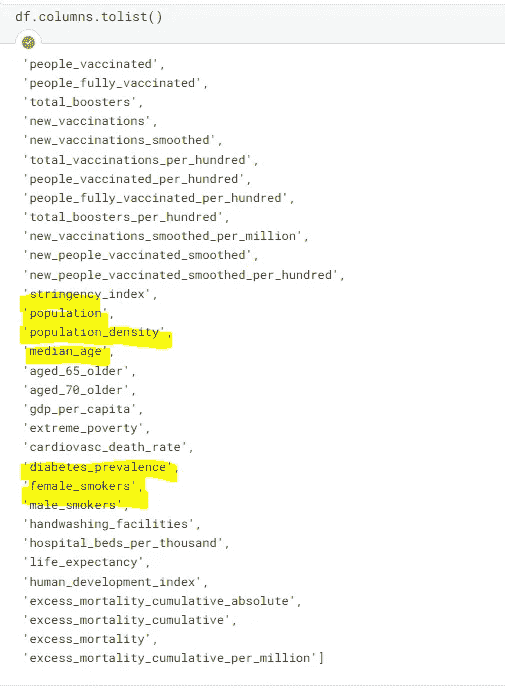 df.columns.tolist()
'people_vaccinated',
'people_fully_vaccinated',
'total_boosters',
'new_vaccinations',
'new_vaccinations_smoothed',
'total_vaccinations_per_hundred',
'people_vaccinated_per_hundred',
'people_fully_vaccinated_per_hundred',
'total_boosters_per_hundred',
'new_vaccinations_smoothed_per_million',
'new_people_vaccinated_smoothed',
'new_people_vaccinated_smoothed_per_hundred',
'stringency_index',
'population',
'population_density',
'median_age',
'aged_65_older',
'aged_70_older',
'gdp_per_capita',
'extreme_poverty',
'cardiovasc_death_rate',
'diabetes_prevalence',
'female_smokers',
'male_smokers',
'handwashing_facilities',
'hospital_beds_per_thousand',
'life_expectancy',
'human_development_index',
'excess_mortality_cumulative_absolute',
'excess_mortality_cumulative',
'excess_mortality',
'excess_mortality_cumulative_per_million']